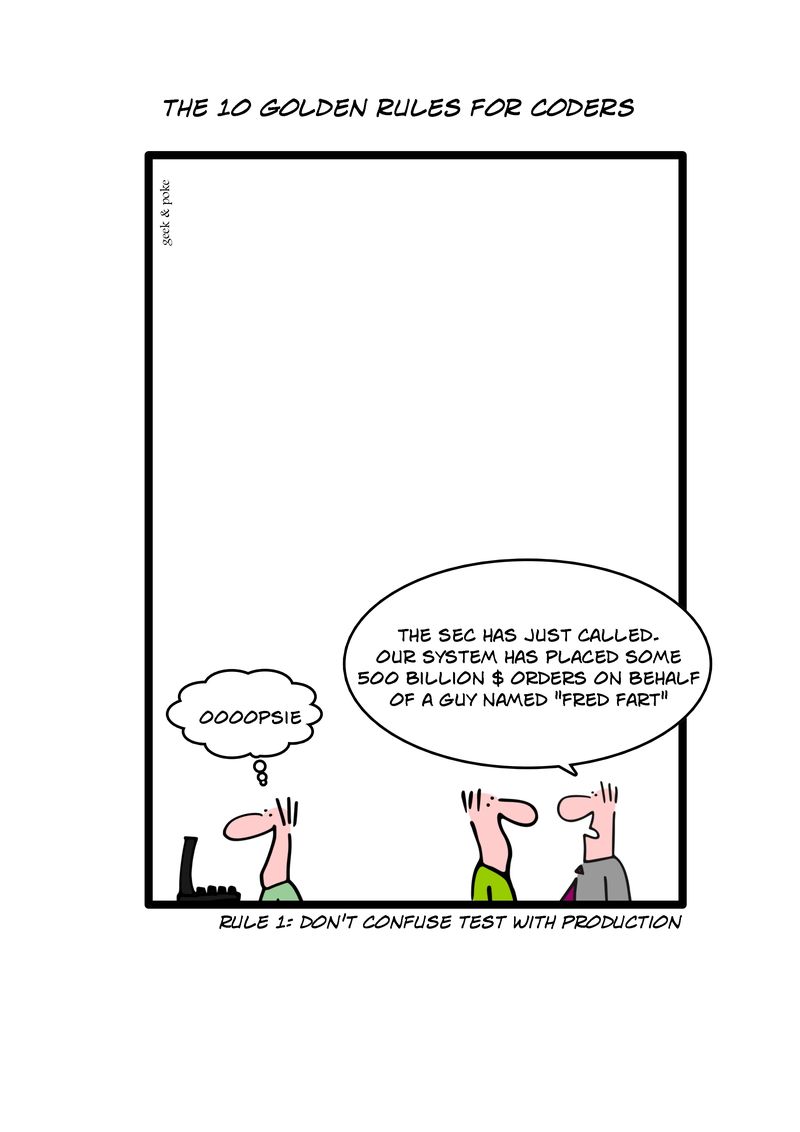 THE 10 GOLDEN RULES FOR CODERS
geek & poke
THE SEC HAS JUST CALLED.
OUR SYSTEM HAS PLACED SOME
500 BILLION $ ORDERS ON BEHALF
OF A GUY NAMED "FRED FART"
OOOOPSIE
RULE 1: DON'T CONFUSE TEST WITH PRODUCTION